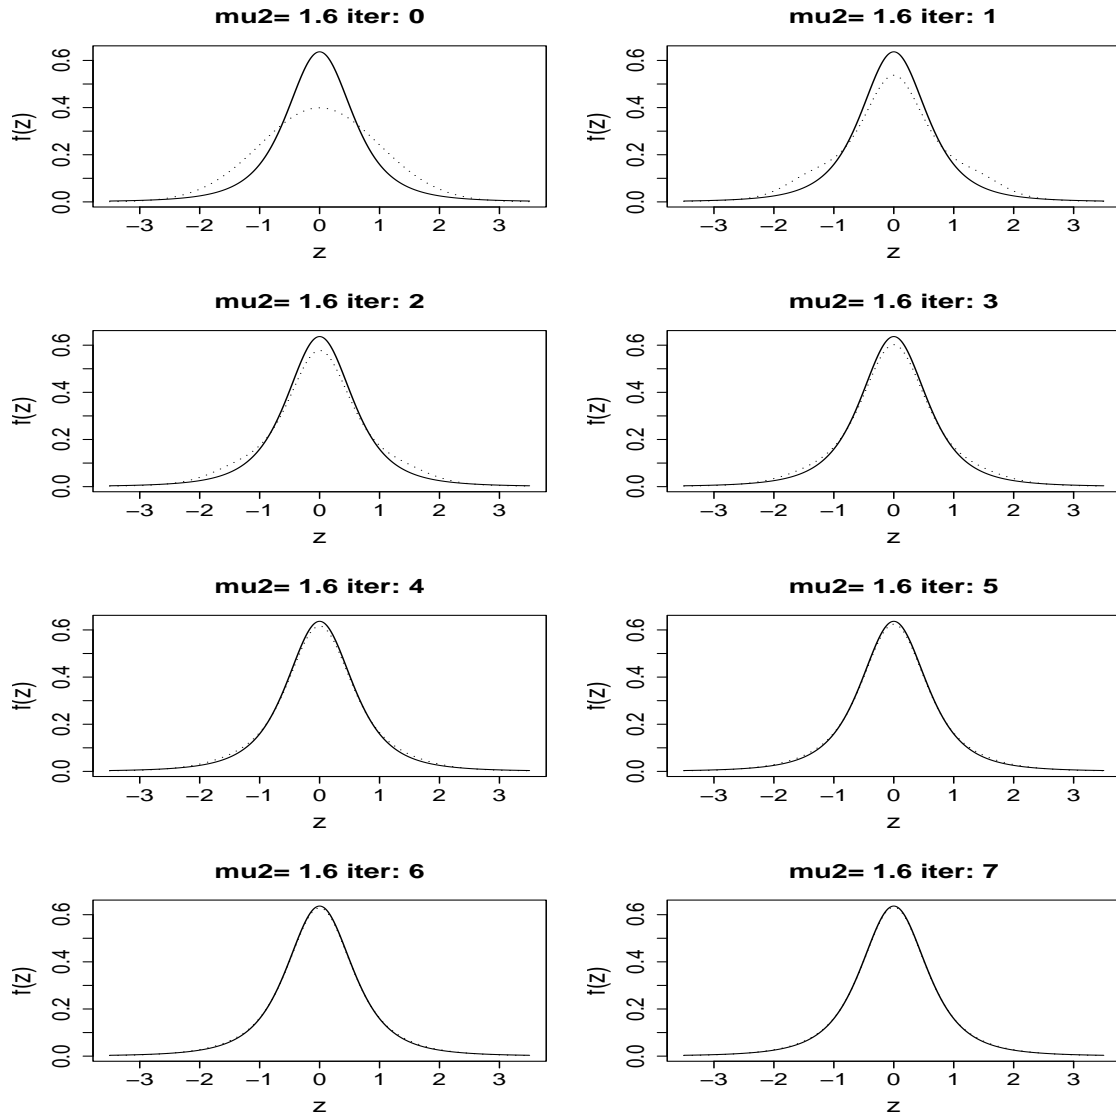 mu2= 1.6 iter: 0
f(z)
0.0 0.2 0.4 0.6
−3 −2 −1 0 1 2 3
z
mu2= 1.6 iter: 1
f(z)
0.0 0.2 0.4 0.6
−3 −2 −1 0 1 2 3
z
mu2= 1.6 iter: 2
f(z)
0.0 0.2 0.4 0.6
−3 −2 −1 0 1 2 3
z
mu2= 1.6 iter: 3
f(z)
0.0 0.2 0.4 0.6
−3 −2 −1 0 1 2 3
z
mu2= 1.6 iter: 4
f(z)
0.0 0.2 0.4 0.6
−3 −2 −1 0 1 2 3
z
mu2= 1.6 iter: 5
f(z)
0.0 0.2 0.4 0.6
−3 −2 −1 0 1 2 3
z
mu2= 1.6 iter: 6
f(z)
0.0 0.2 0.4 0.6
−3 −2 −1 0 1 2 3
z
mu2= 1.6 iter: 7
f(z)
0.0 0.2 0.4 0.6
−3 −2 −1 0 1 2 3
z